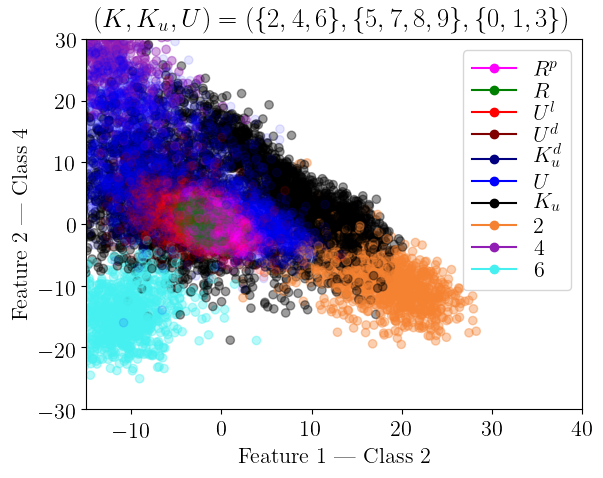 (K, K_u, U) = ({2, 4, 6}, {5, 7, 8, 9}, {0, 1, 3})
30
20
10
0
−10
−20
−30
Feature 2 — Class 4
R^p
R
U^l
U^d
K_u^d
U
K_u
2
4
6
−10
0
10
20
30
40
Feature 1 — Class 2